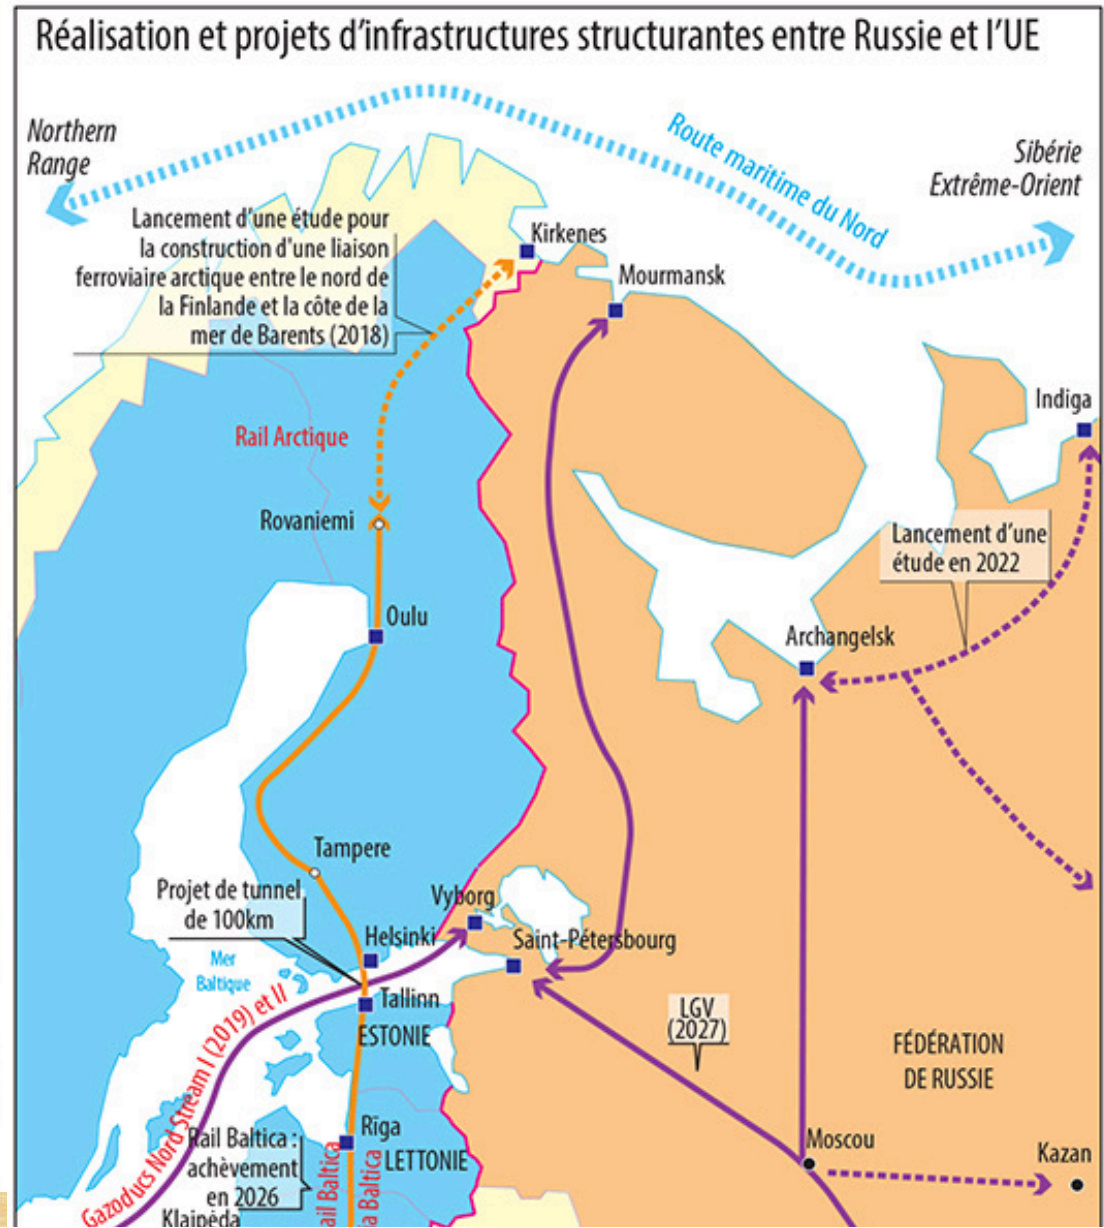 Réalisation et projets d'infrastructures structurantes entre Russie et l'UE
Northern
Range
Route maritime du Nord
Sibérie
Extrême-Orient
Lancement d'une étude pour
la construction d'une liaison
ferroviaire arctique entre le nord de
la Finlande et la côte de la
mer de Barents (2018)
Kirkenes
Mourmansk
Indiga
Rail Arctique
Rovaniemi
Lancement d'une
étude en 2022
Oulu
Archangelsk
Tampere
Projet de tunnel
de 100km
Vyborg
Helsinki
Saint-Pétersbourg
Mer
Baltique
Tallinn
ESTONIE
LGV
(2027)
FÉDÉRATION
DE RUSSIE
Gazoducs Nord Stream I (2019) et II
Rīga
LETTONIE
Rail Baltica :
achèvement
en 2026
Moscou
Kazan
Klaipėda
Baltica
Baltica